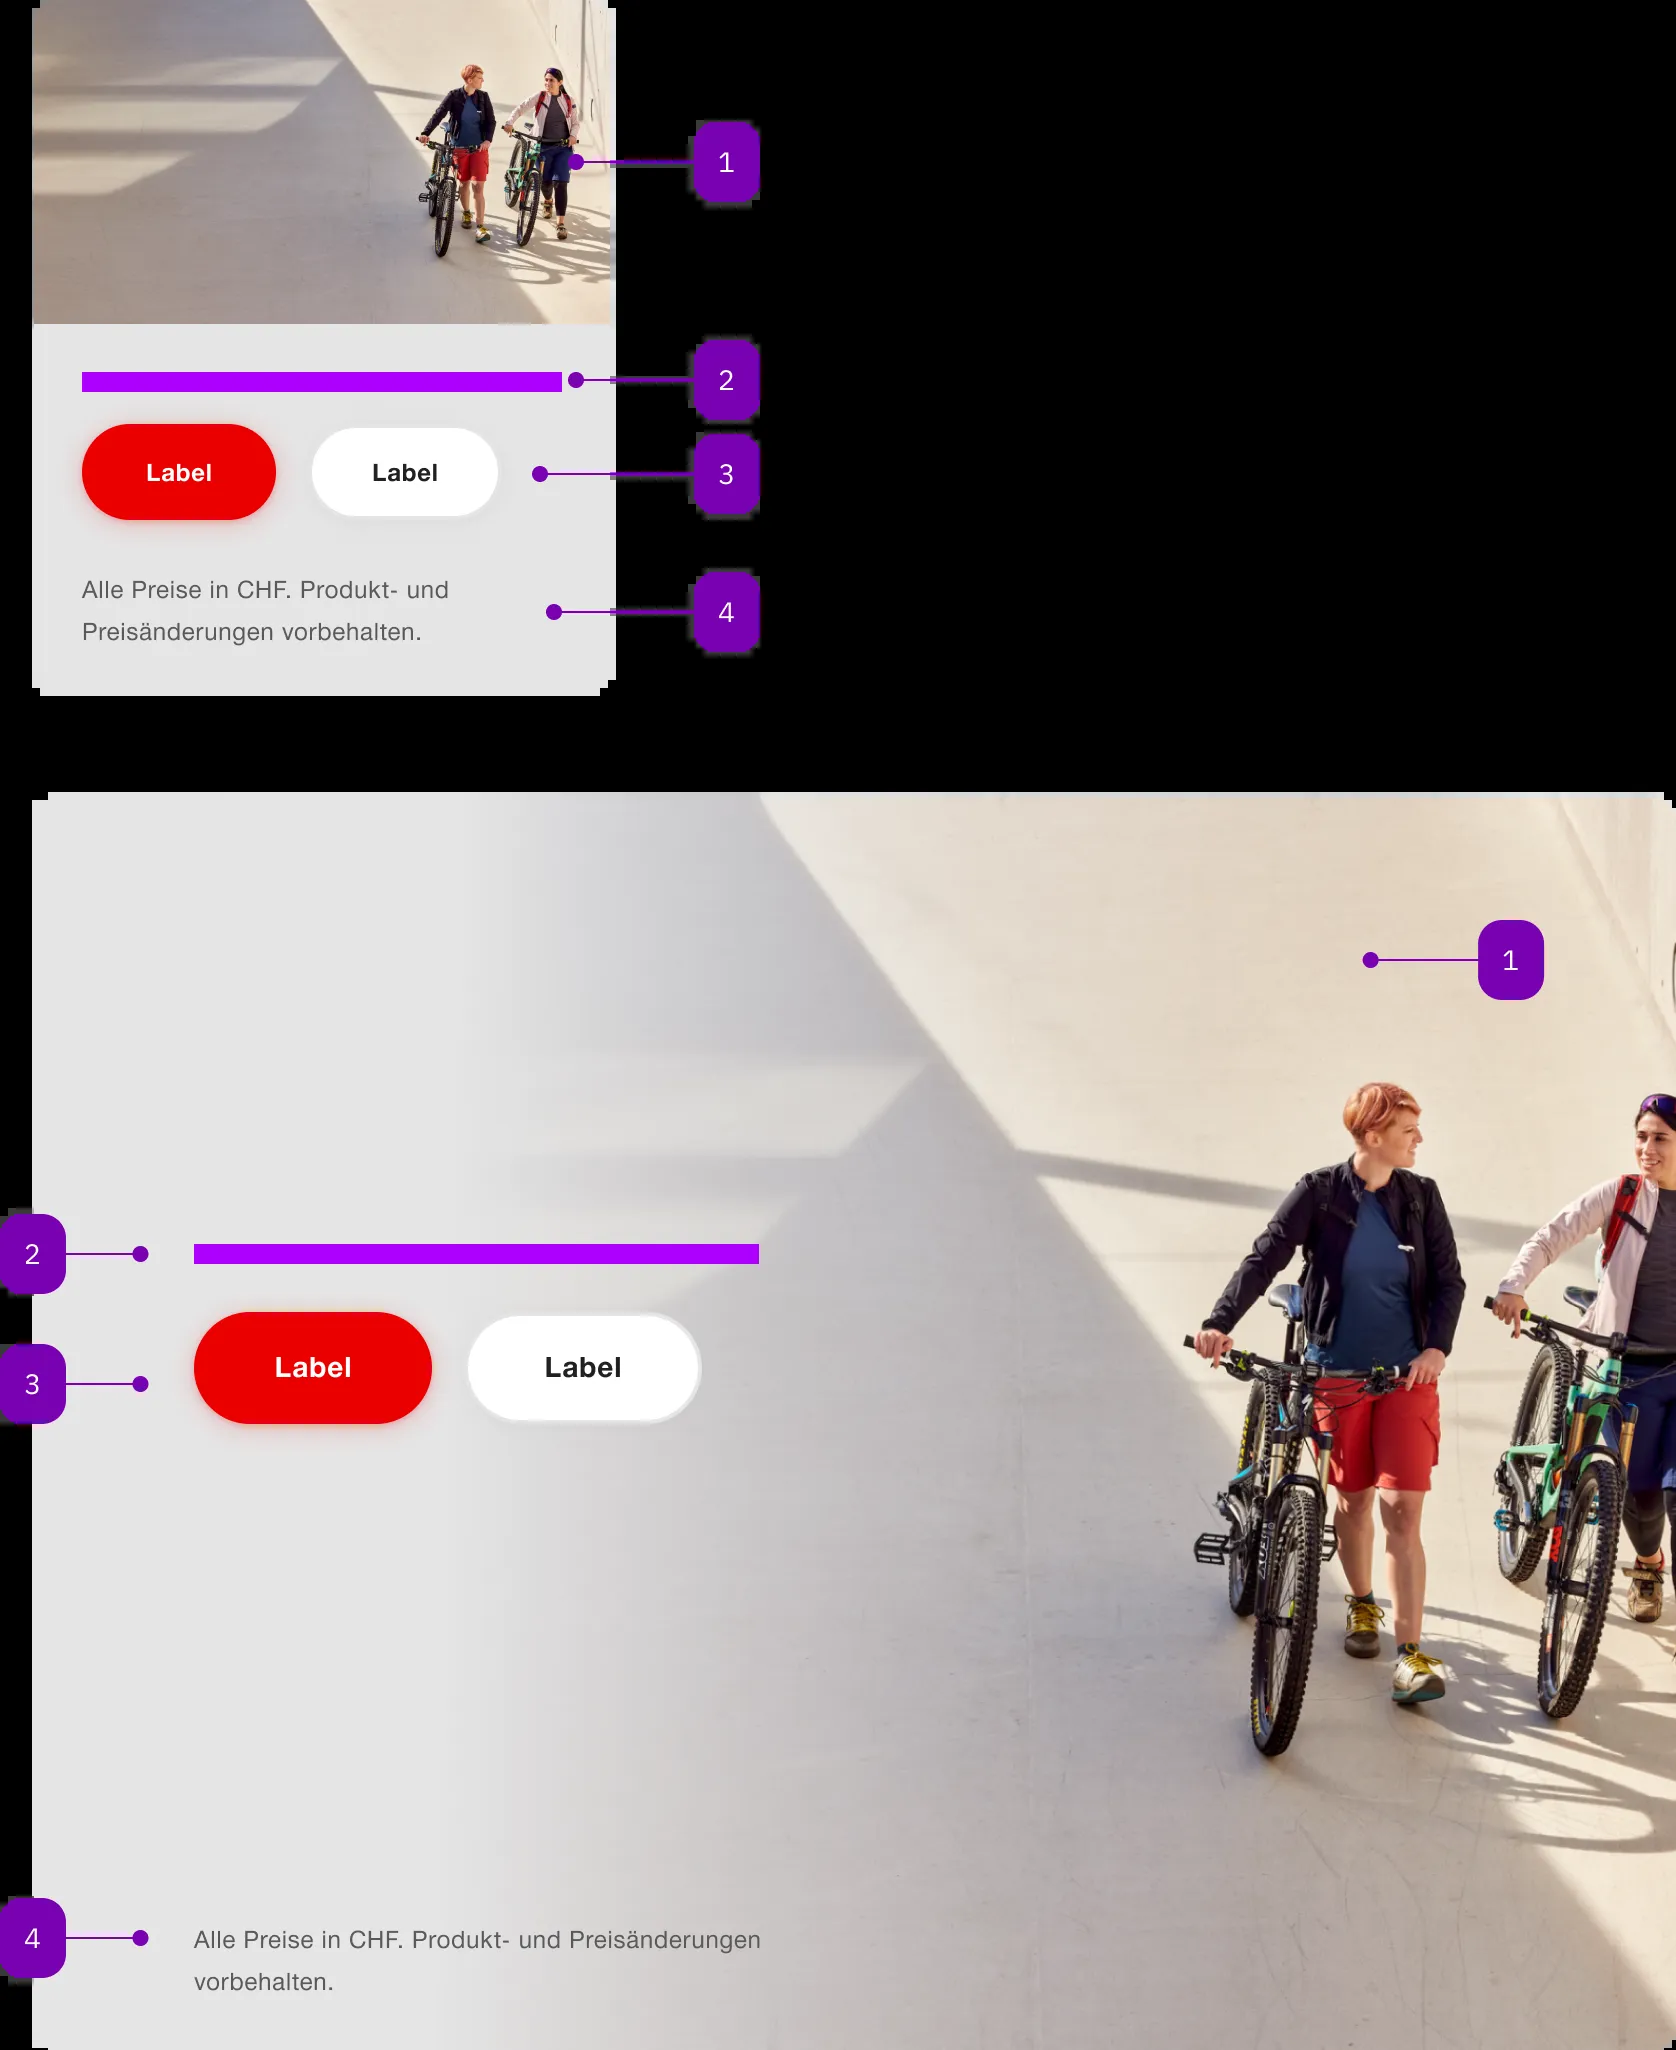 1
2
Label Label
3
Alle Preise in CHF. Produkt- und
Preisänderungen vorbehalten.
4
1
2
Label Label
3
4
Alle Preise in CHF. Produkt- und Preisänderungen
vorbehalten.